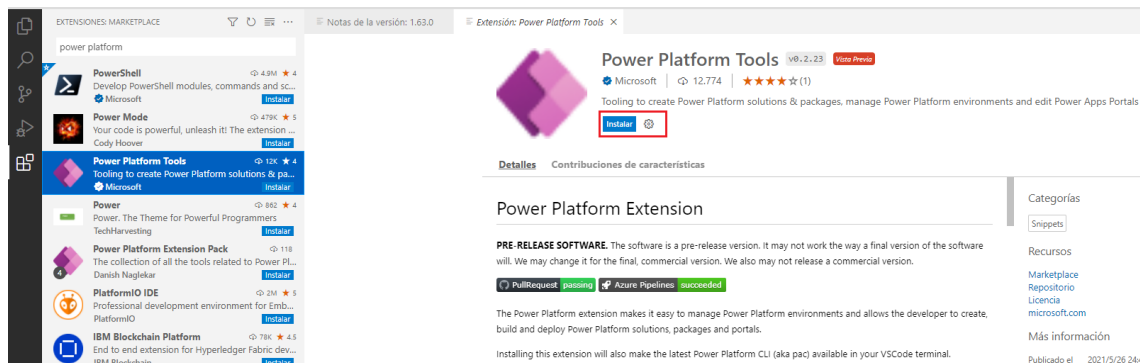 EXTENSIONES: MARKETPLACE
power platform
PowerShell 4.9M ★ 4
Develop PowerShell modules, commands and sc...
Microsoft Instalar
Power Mode 479K ★ 5
Your code is powerful, unleash it! The extension ...
Cody Hoover Instalar
Power Platform Tools 12K ★ 4
Tooling to create Power Platform solutions & pa...
Microsoft Instalar
Power 862 ★ 4
Power. The Theme for Powerful Programmers
TechHarvesting Instalar
Power Platform Extension Pack 118
The collection of all the tools related to Power Pl...
4
Danish Naglekar Instalar
PlatformIO IDE 2M ★ 5
Professional development environment for Emb...
PlatformIO Instalar
IBM Blockchain Platform 78K ★ 4.5
End to end extension for Hyperledger Fabric dev...
IBM Blockchain Instalar
Notas de la versión: 1.63.0
Extensión: Power Platform Tools ×
Power Platform Tools v0.2.23 Vista Previa
Microsoft | 12.774 | ★★★★☆(1)
Tooling to create Power Platform solutions & packages, manage Power Platform environments and edit Power Apps Portals
Instalar
Detalles Contribuciones de características
Power Platform Extension
PRE-RELEASE SOFTWARE. The software is a pre-release version. It may not work the way a final version of the software
will. We may change it for the final, commercial version. We also may not release a commercial version.
PullRequest passing Azure Pipelines succeeded
The Power Platform extension makes it easy to manage Power Platform environments and allows the developer to create,
build and deploy Power Platform solutions, packages and portals.
Installing this extension will also make the latest Power Platform CLI (aka pac) available in your VSCode terminal.
Categorías
Snippets
Recursos
Marketplace
Repositorio
Licencia
microsoft.com
Más información
Publicado el 2021/5/26 24: